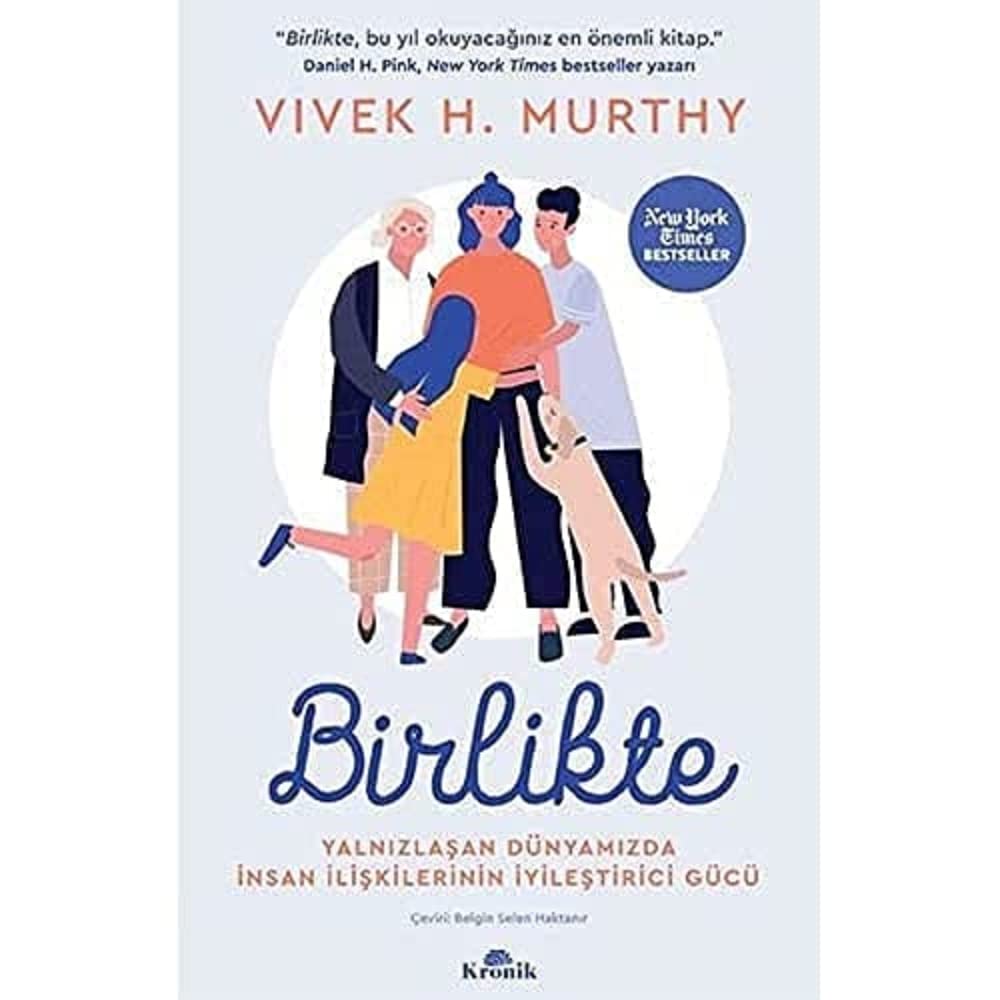 “Birlikte, bu yıl okuyacağınız en önemli kitap.”
Daniel H. Pink, New York Times bestseller yazarı
VIVEK H. MURTHY
New York
Times
BESTSELLER
Birlikte
YALNIZLAŞAN DÜNYAMIZDA
İNSAN İLİŞKİLERİNİN İYİLEŞTİRİCİ GÜCÜ
Çeviri: Belgin Selen Haktanır
Kronik